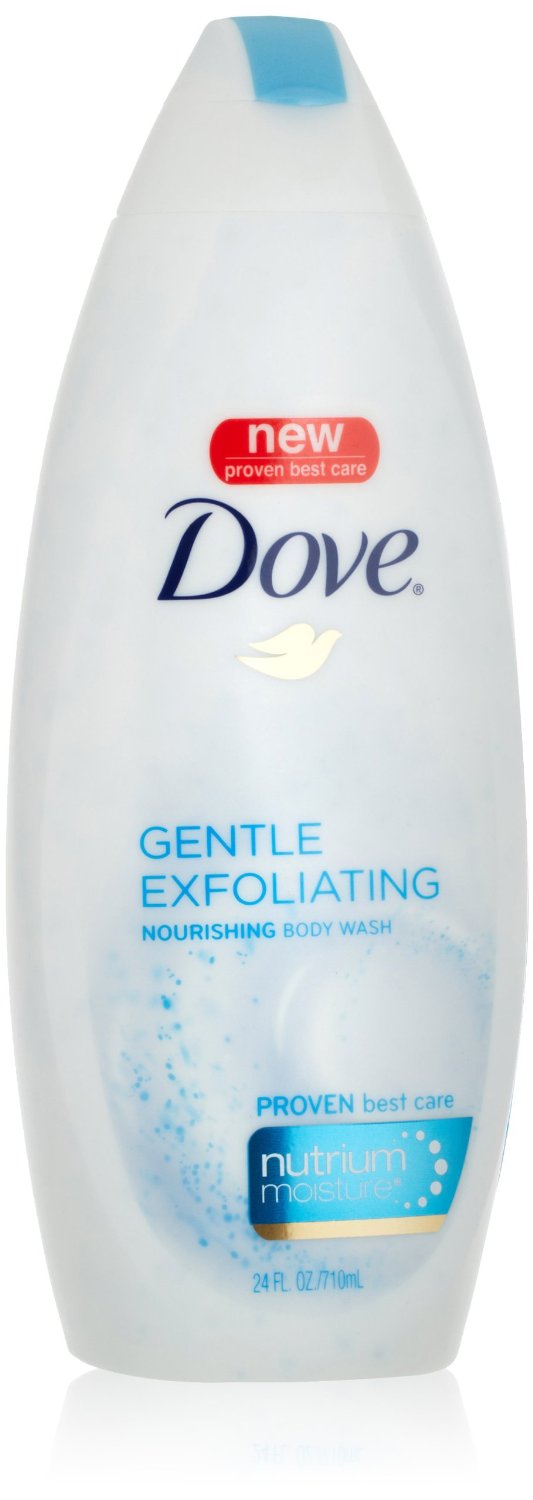 new
proven best care
Dove®
GENTLE
EXFOLIATING
NOURISHING BODY WASH
PROVEN best care
nutrium
moisture®
24 FL. OZ./710mL